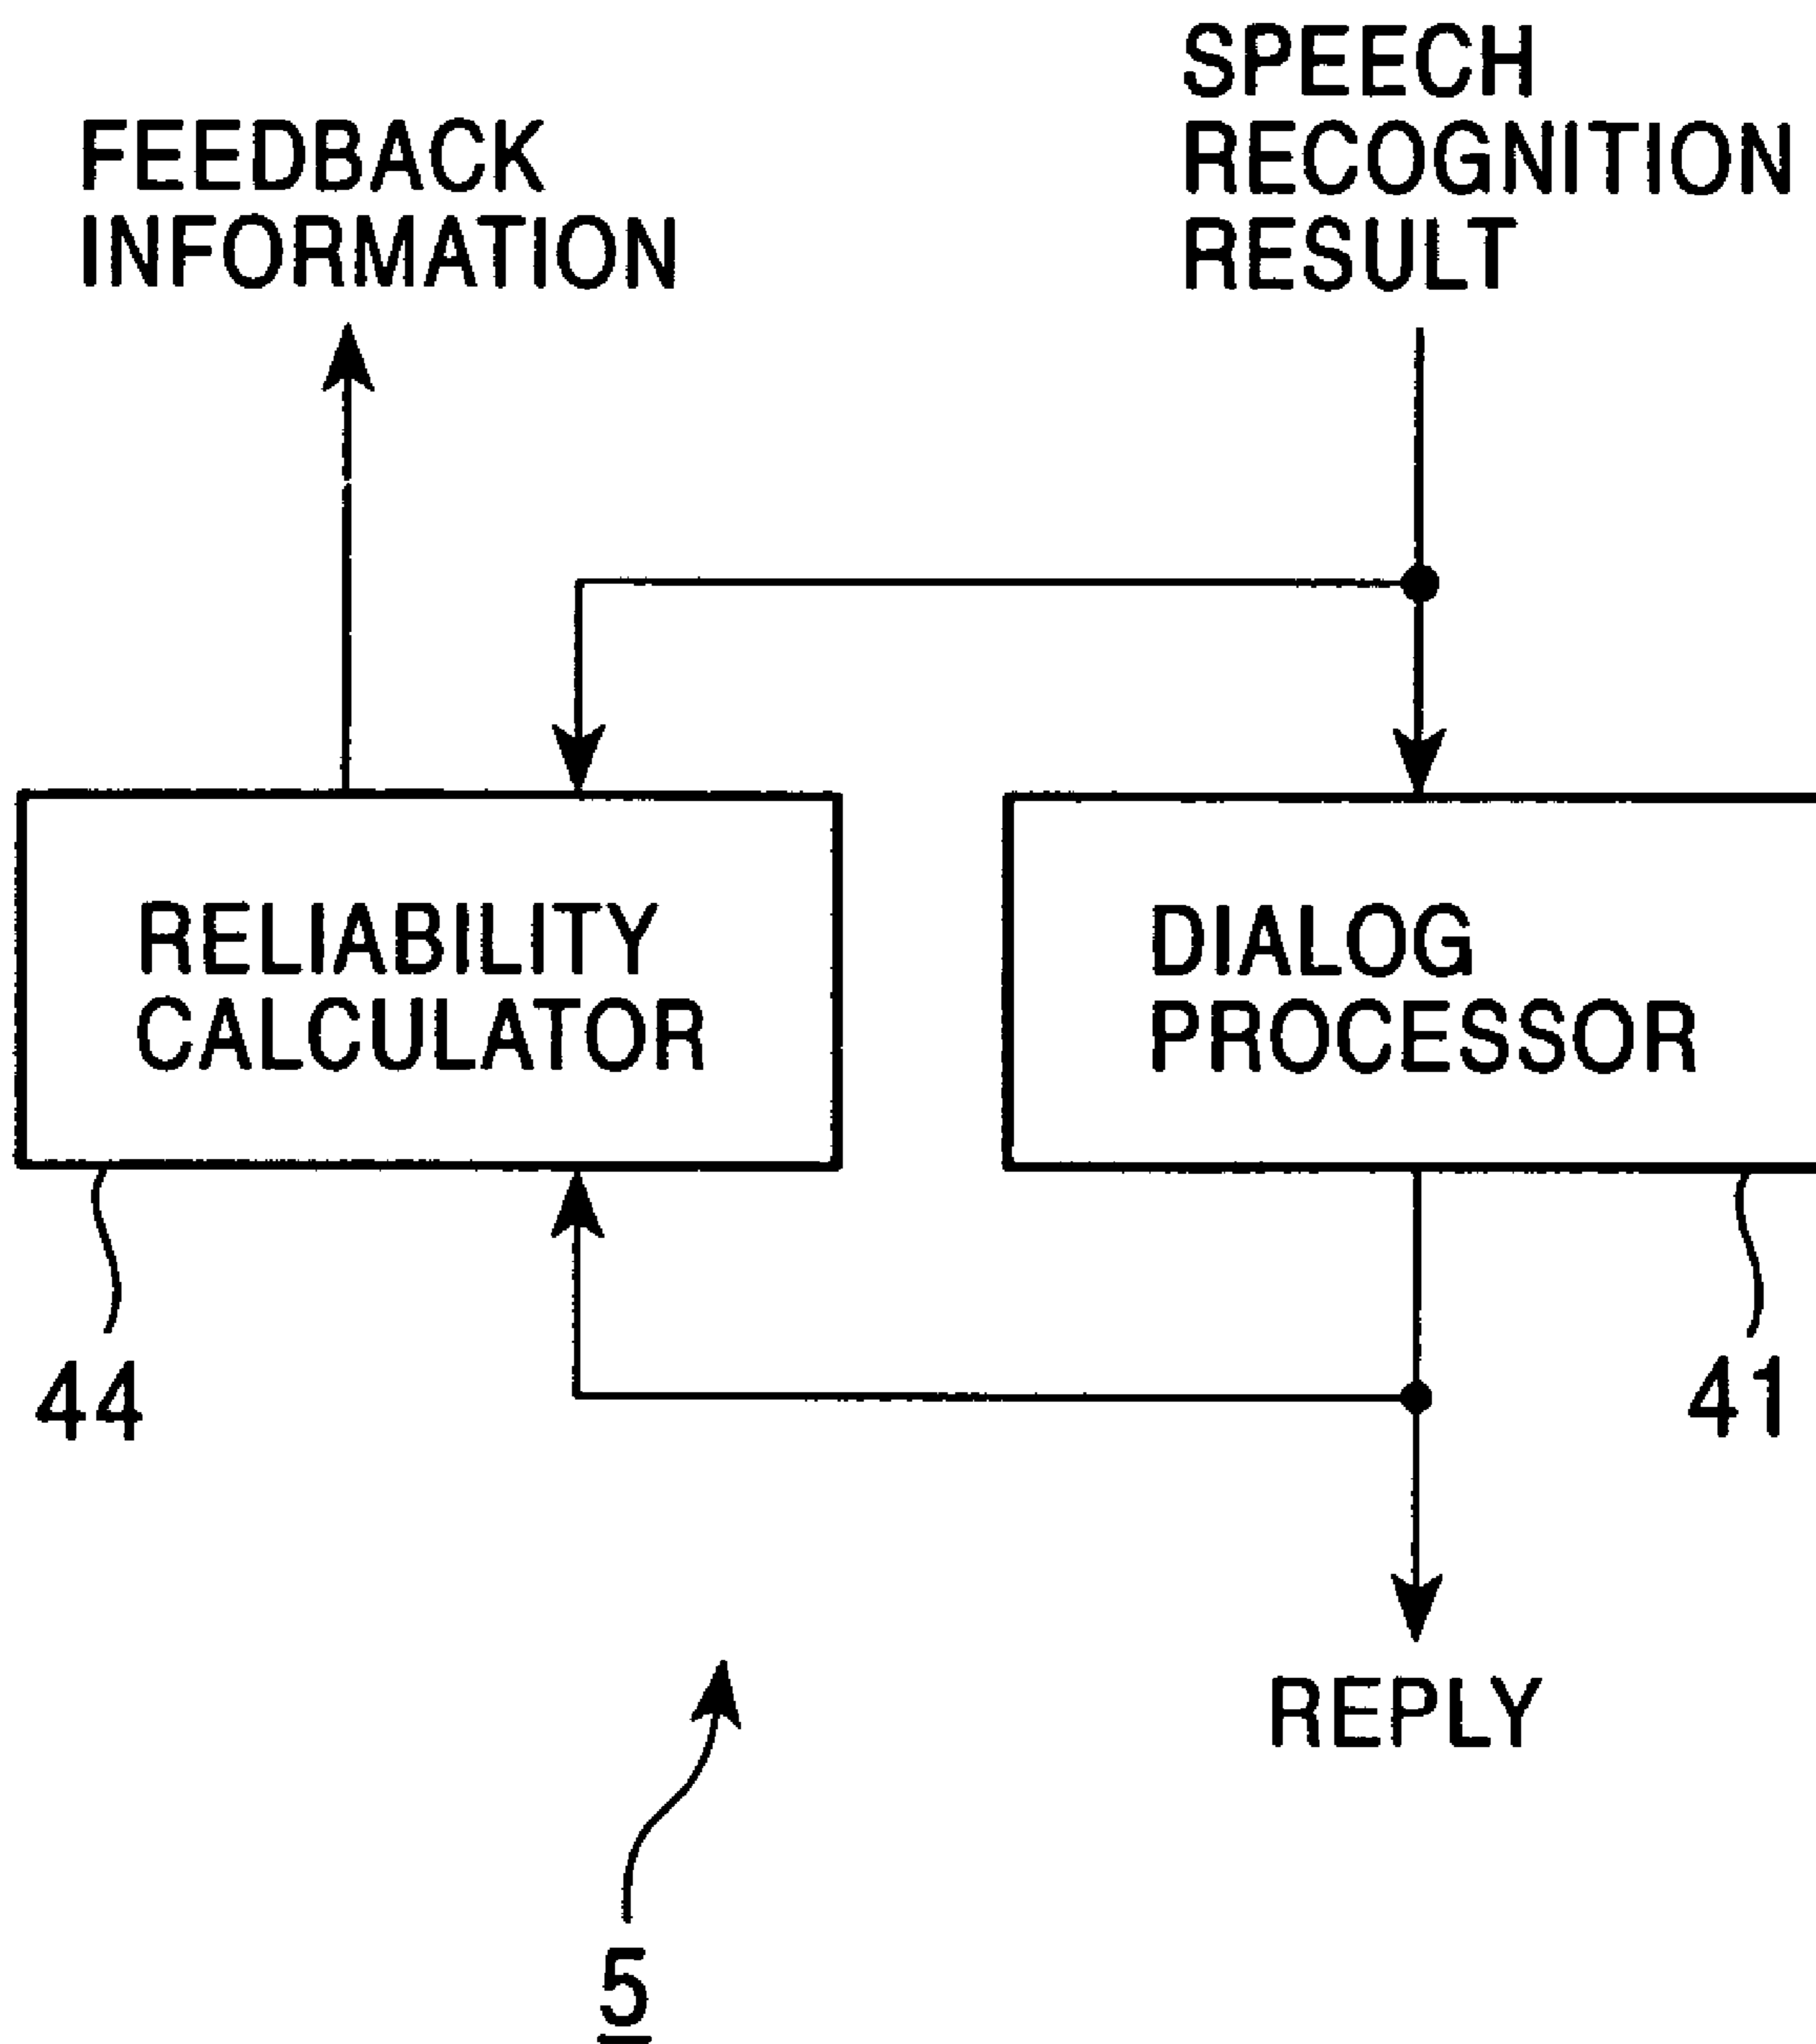 FEEDBACK
INFORMATION
SPEECH
RECOGNITION
RESULT
RELIABILITY
CALCULATOR
DIALOG
PROCESSOR
44
41
REPLY
5